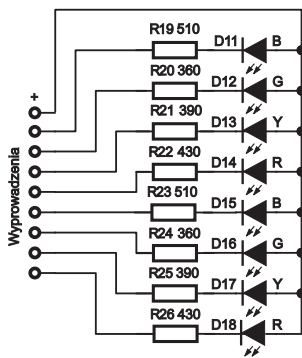 R19 510
D11 B
R20 360
D12 G
R21 390
D13 Y
R22 430
D14 R
R23 510
D15 B
R24 360
D16 G
R25 390
D17 Y
R26 430
D18 R
+
Wyprowadzenia